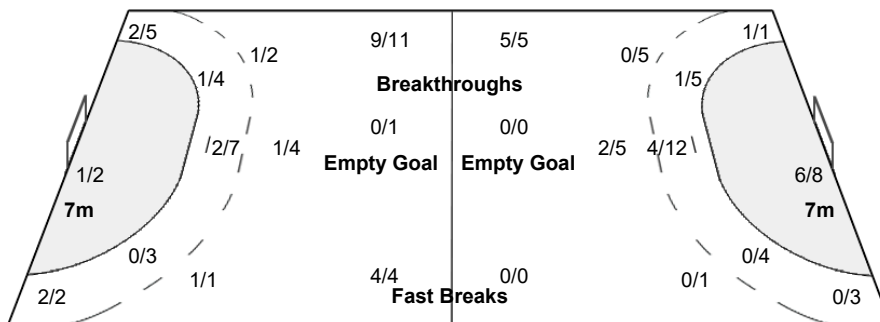 2/5 9/11 5/5 1/1
1/2 0/5
1/4 Breakthroughs 1/5
0/1 0/0
2/7 1/4 2/5 4/12
Empty Goal Empty Goal
1/2 6/8
7m 7m
0/3 0/4
1/1 4/4 0/0 0/1
2/2 Fast Breaks 0/3